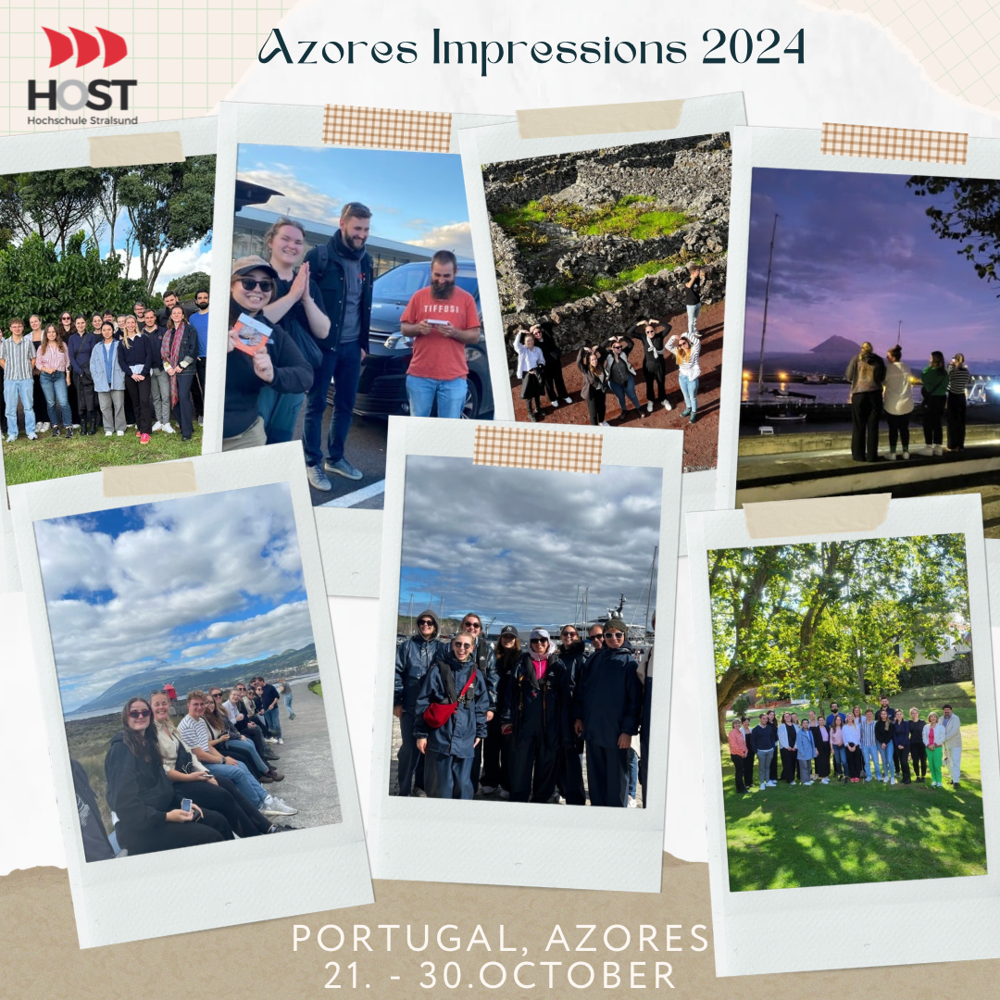 Azores Impressions 2024
HOST
Hochschule Stralsund
TIFFOSI
PORTUGAL, AZORES
21. - 30.OCTOBER